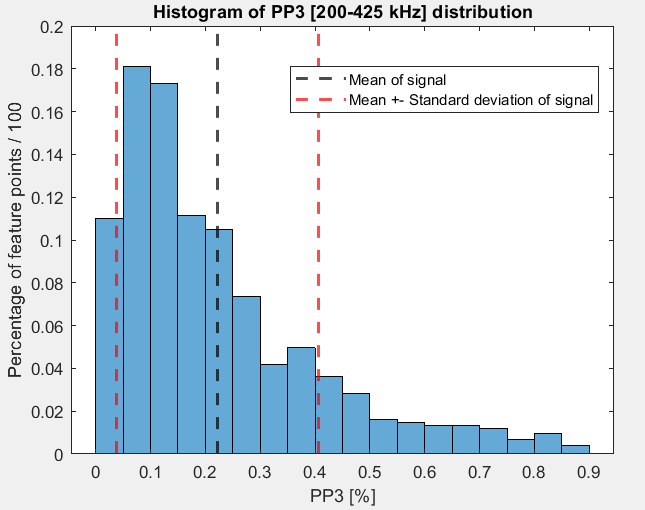 Histogram of PP3 [200-425 kHz] distribution
0.2
0.18
0.16
0.14
0.12
0.1
0.08
0.06
0.04
0.02
0
Percentage of feature points / 100
Mean of signal
Mean +- Standard deviation of signal
0 0.1 0.2 0.3 0.4 0.5 0.6 0.7 0.8 0.9
PP3 [%]